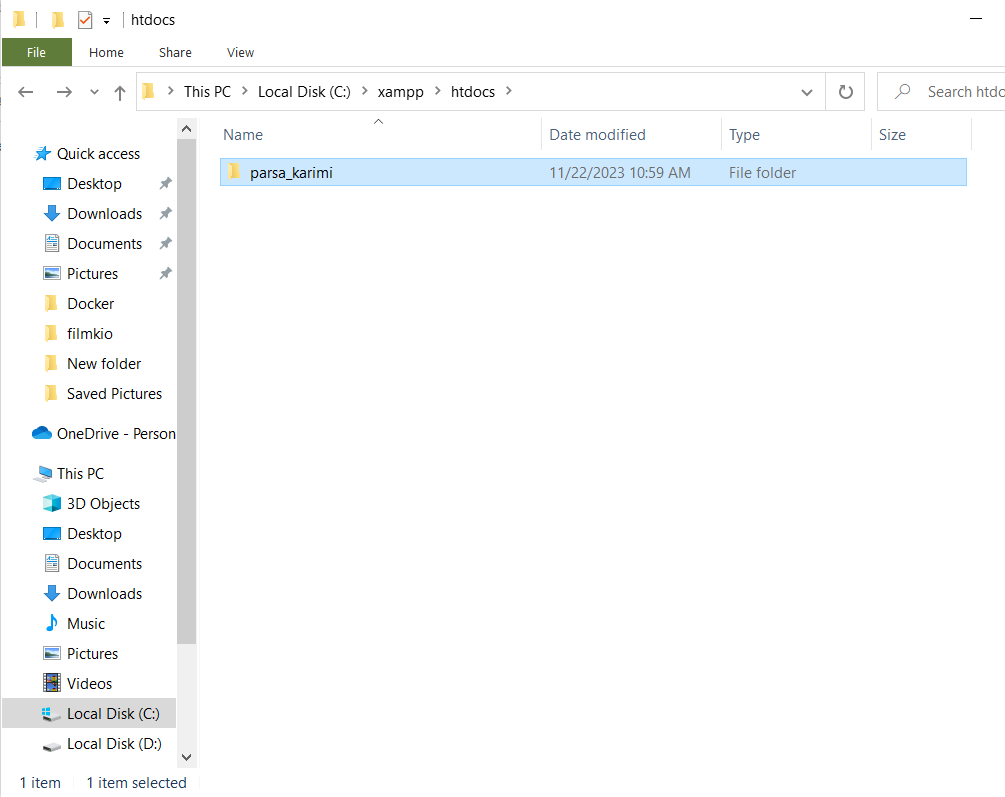 htdocs
File Home Share View
This PC Local Disk (C:) xampp htdocs Search htdo
Name Date modified Type Size
parsa_karimi 11/22/2023 10:59 AM File folder
Quick access
Desktop
Downloads
Documents
Pictures
Docker
filmkio
New folder
Saved Pictures
OneDrive - Person
This PC
3D Objects
Desktop
Documents
Downloads
Music
Pictures
Videos
Local Disk (C:)
Local Disk (D:)
1 item 1 item selected